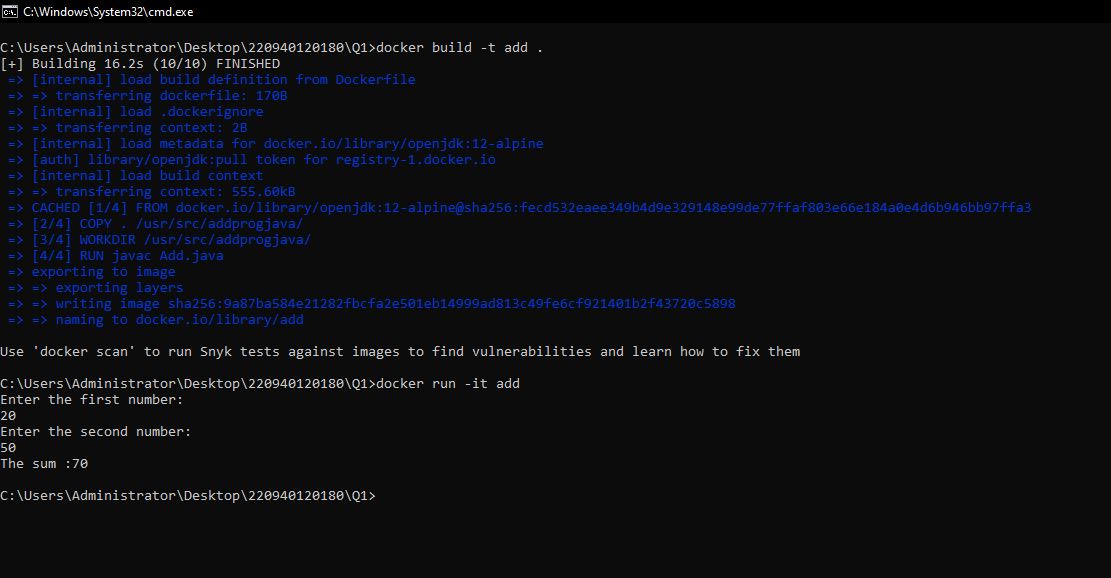 C:\Windows\System32\cmd.exe
C:\Users\Administrator\Desktop\220940120180\Q1>docker build -t add .
[+] Building 16.2s (10/10) FINISHED
=> [internal] load build definition from Dockerfile
=> => transferring dockerfile: 170B
=> [internal] load .dockerignore
=> => transferring context: 2B
=> [internal] load metadata for docker.io/library/openjdk:12-alpine
=> [auth] library/openjdk:pull token for registry-1.docker.io
=> [internal] load build context
=> => transferring context: 555.60kB
=> CACHED [1/4] FROM docker.io/library/openjdk:12-alpine@sha256:fecd532eaee349b4d9e329148e99de77ffaf803e66e184a0e4d6b946bb97ffa3
=> [2/4] COPY . /usr/src/addprogjava/
=> [3/4] WORKDIR /usr/src/addprogjava/
=> [4/4] RUN javac Add.java
=> exporting to image
=> => exporting layers
=> => writing image sha256:9a87ba584e21282fbcfa2e501eb14999ad813c49fe6cf921401b2f43720c5898
=> => naming to docker.io/library/add
Use 'docker scan' to run Snyk tests against images to find vulnerabilities and learn how to fix them
C:\Users\Administrator\Desktop\220940120180\Q1>docker run -it add
Enter the first number:
20
Enter the second number:
50
The sum :70
C:\Users\Administrator\Desktop\220940120180\Q1>